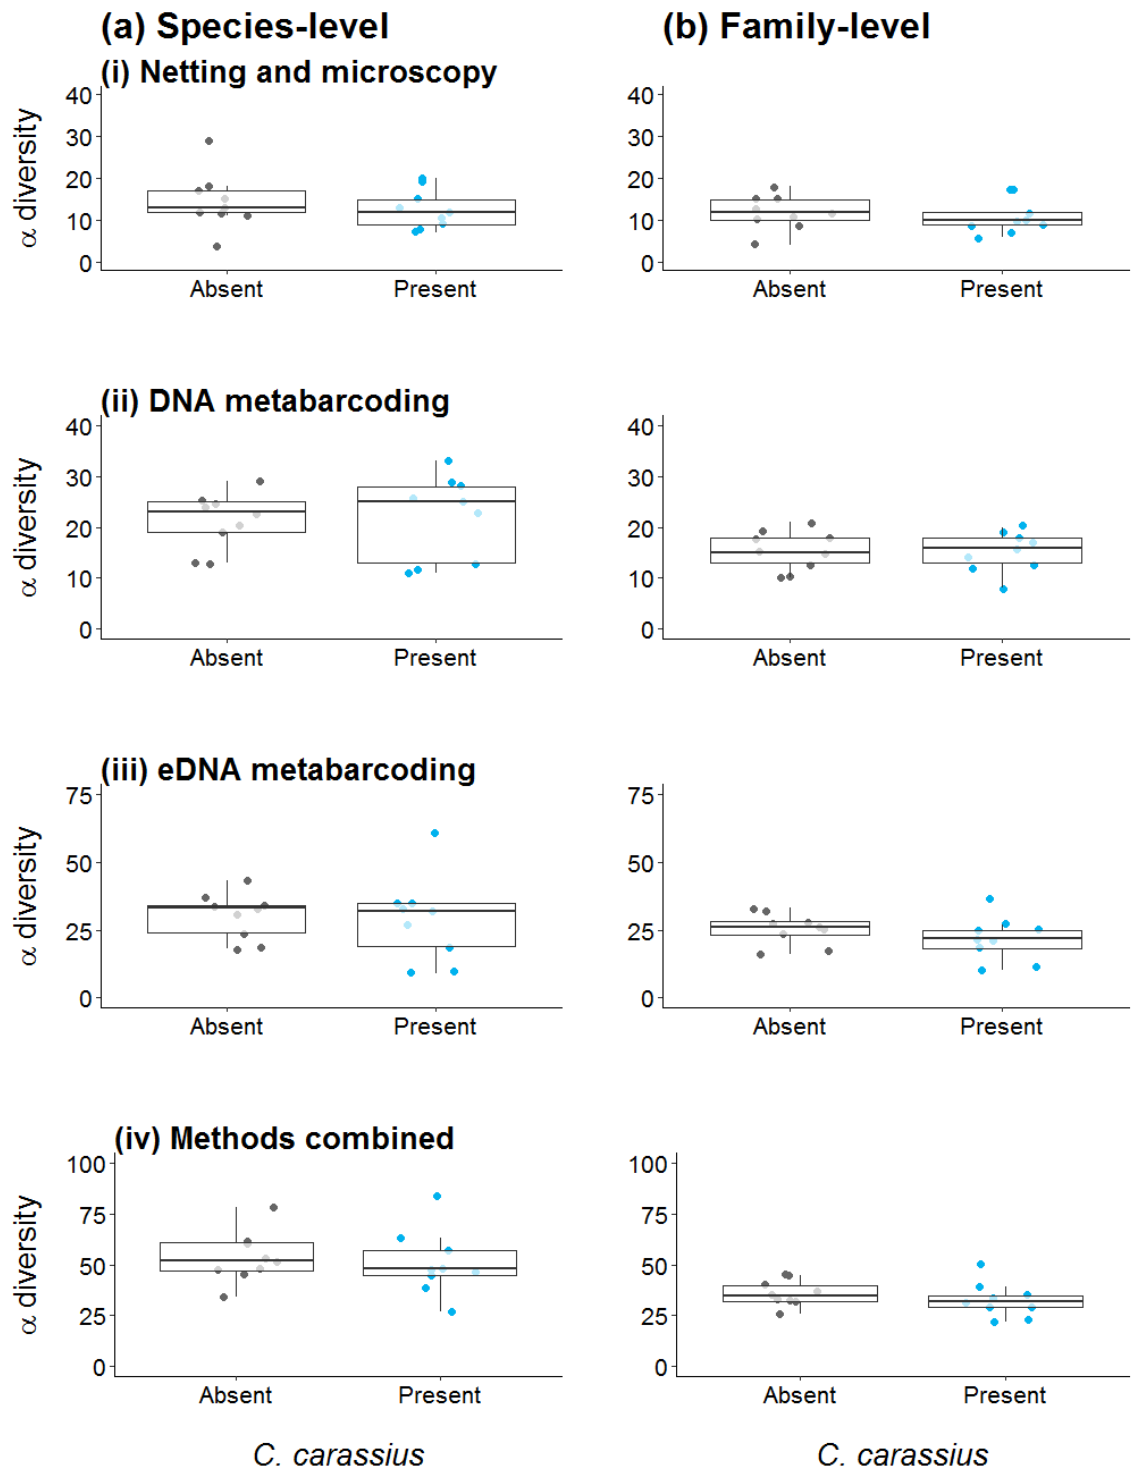 (a) Species-level
(b) Family-level
(i) Netting and microscopy
α diversity
40
30
20
10
0
Absent
Present
40
30
20
10
0
Absent
Present
(ii) DNA metabarcoding
α diversity
40
30
20
10
0
Absent
Present
40
30
20
10
0
Absent
Present
(iii) eDNA metabarcoding
α diversity
75
50
25
0
Absent
Present
75
50
25
0
Absent
Present
(iv) Methods combined
α diversity
100
75
50
25
0
Absent
Present
100
75
50
25
0
Absent
Present
C. carassius
C. carassius